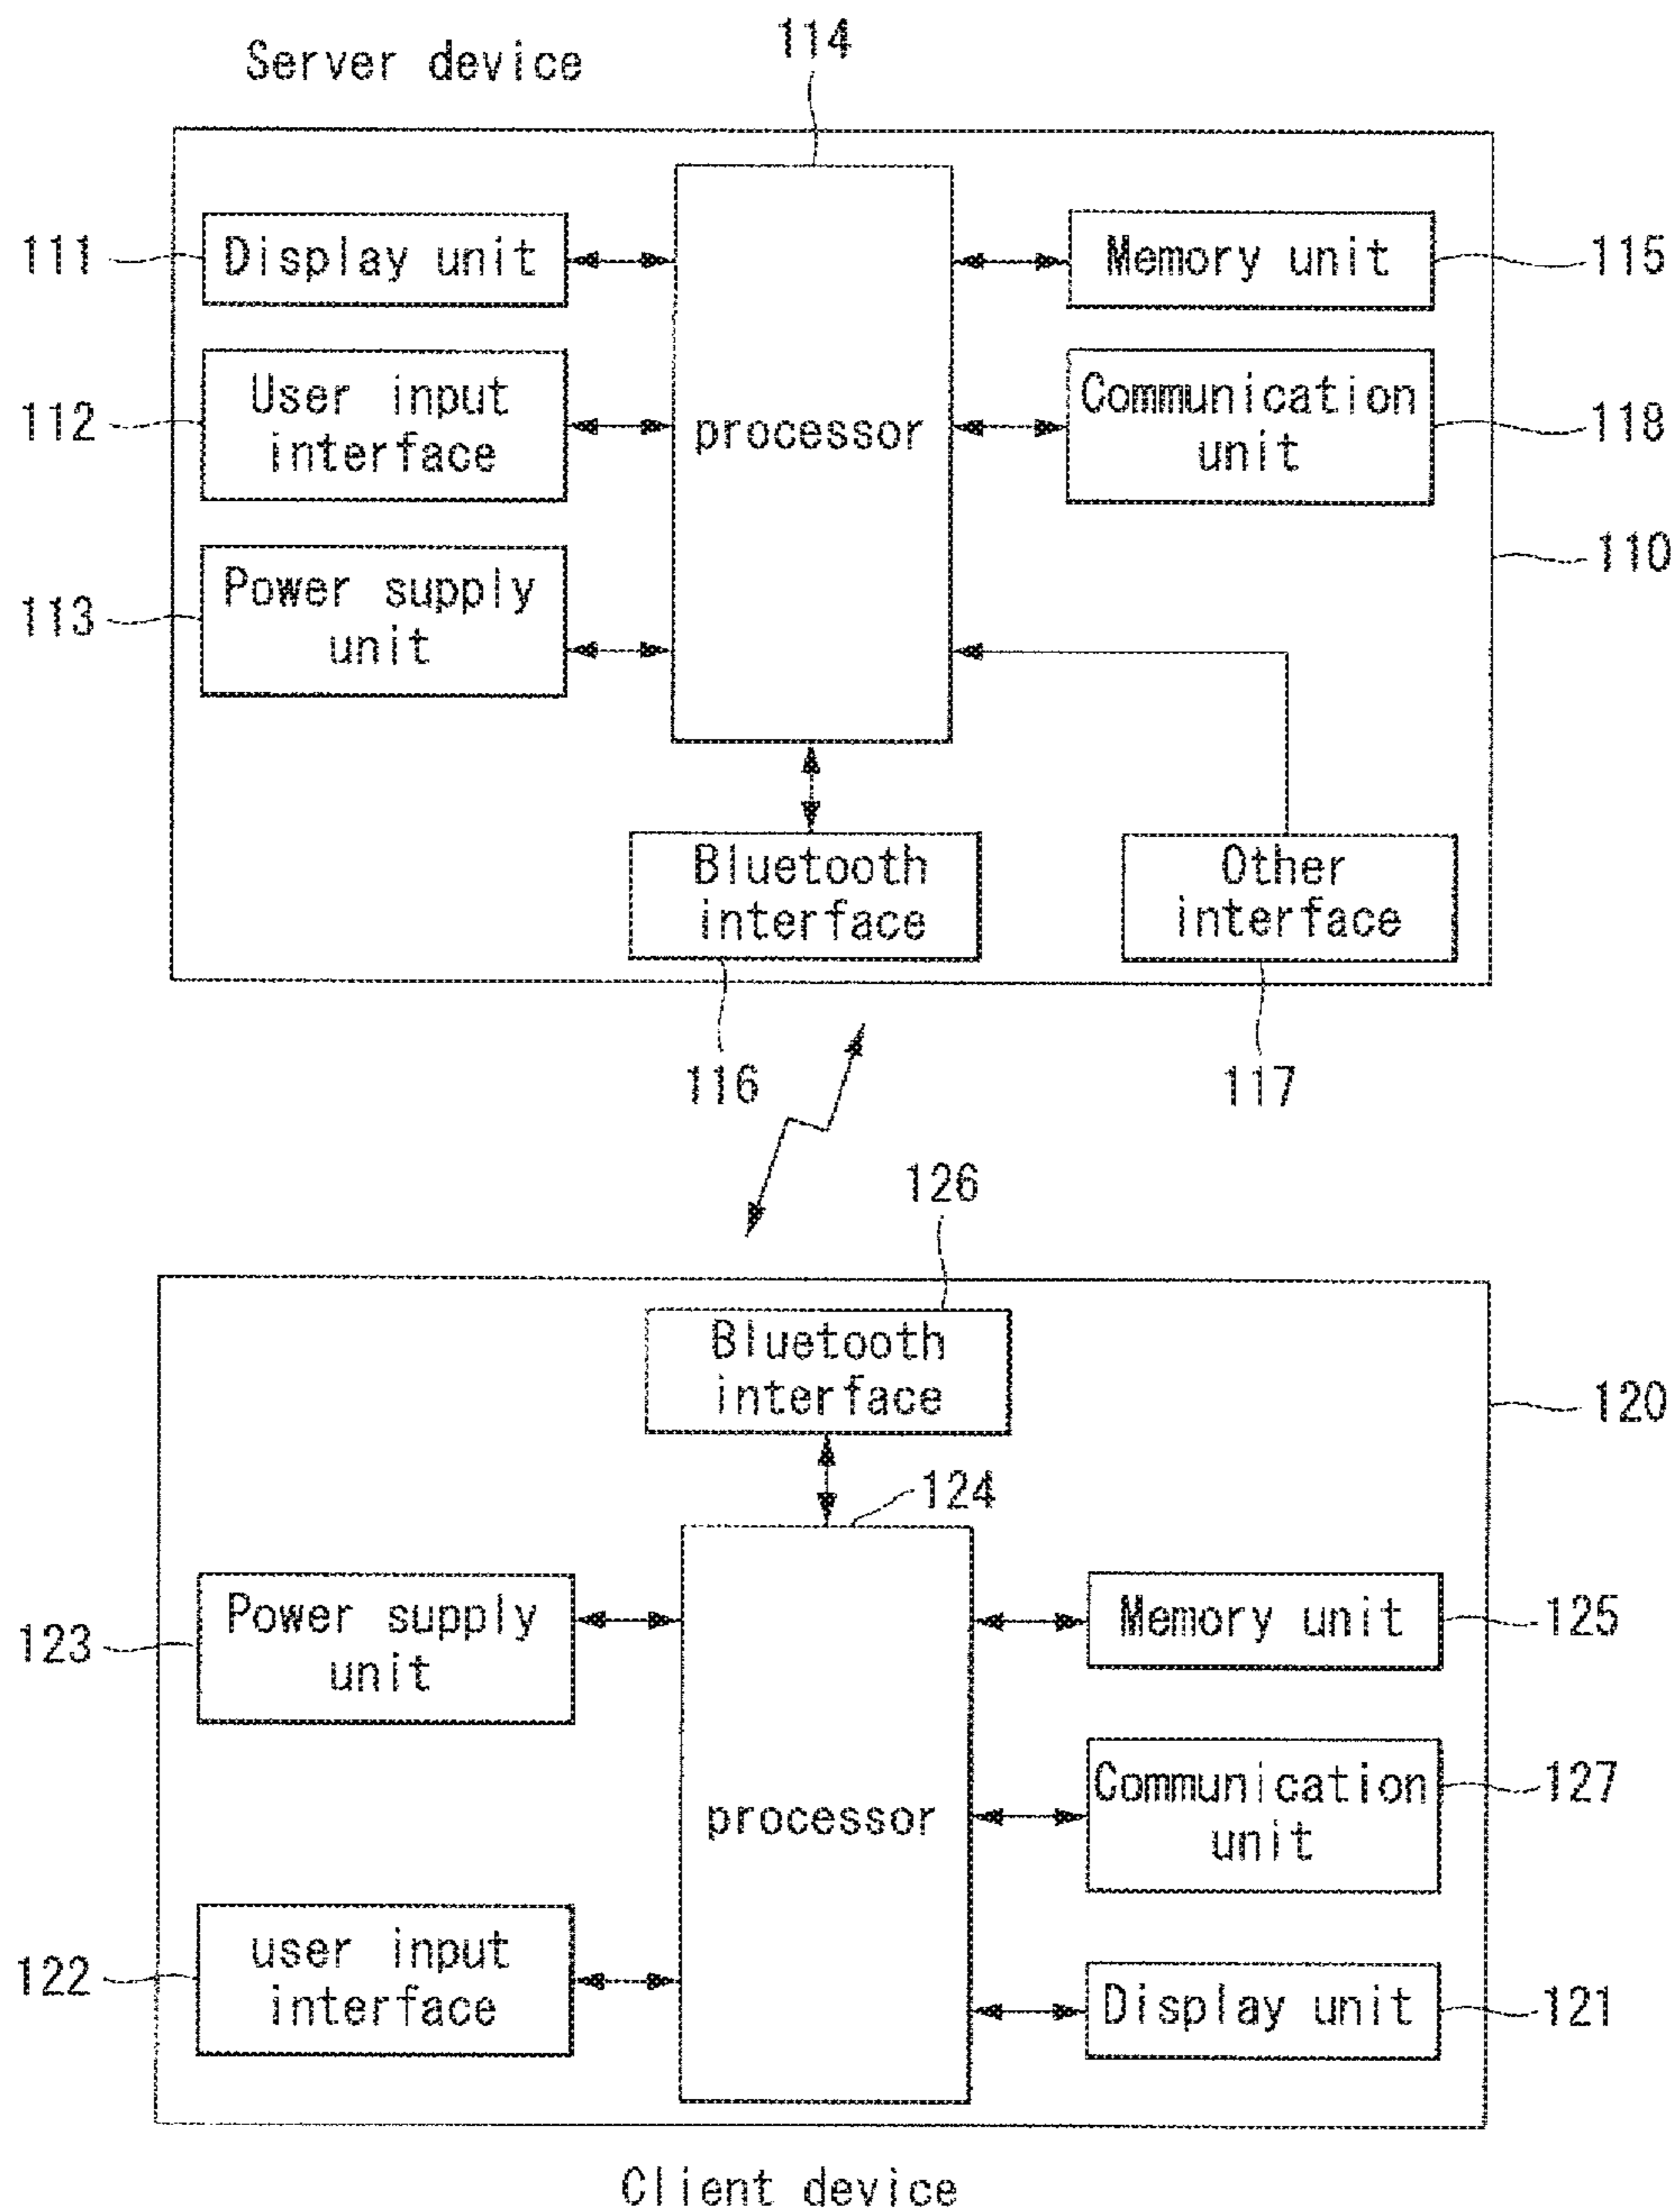 Server device
114
111
Display unit
Memory unit
115
112
User input
interface
processor
Communication
unit
118
110
113
Power supply
unit
Bluetooth
interface
Other
interface
116
117
126
Bluetooth
interface
120
124
123
Power supply
unit
Memory unit
125
processor
Communication
unit
127
122
user input
interface
Display unit
121
Client device